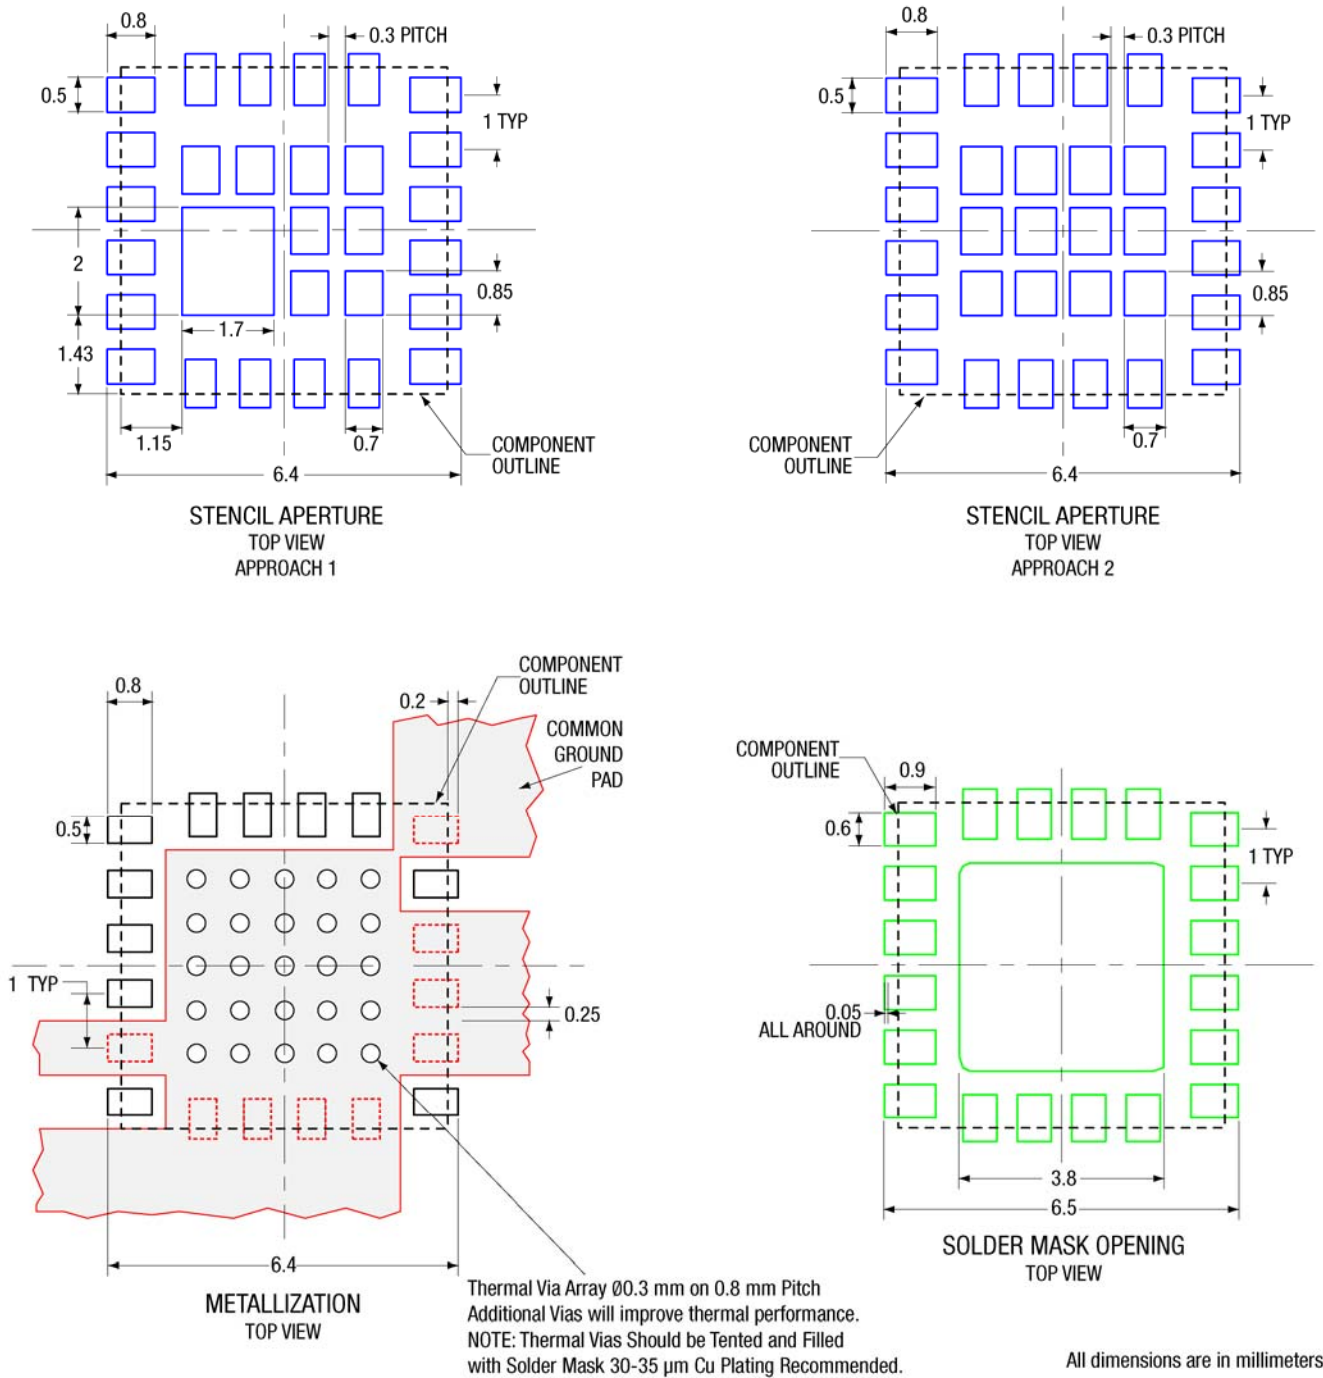 0.8
0.3 PITCH
0.5
1 TYP
2
0.85
1.7
1.43
1.15
0.7
COMPONENT
OUTLINE
6.4
STENCIL APERTURE
TOP VIEW
APPROACH 1
0.8
0.3 PITCH
0.5
1 TYP
0.85
0.7
COMPONENT
OUTLINE
6.4
STENCIL APERTURE
TOP VIEW
APPROACH 2
COMPONENT
OUTLINE
0.8
0.2
COMMON
GROUND
PAD
0.5
1 TYP
0.25
6.4
METALLIZATION
TOP VIEW
Thermal Via Array Ø0.3 mm on 0.8 mm Pitch
Additional Vias will improve thermal performance.
NOTE: Thermal Vias Should be Tented and Filled
with Solder Mask 30-35 µm Cu Plating Recommended.
COMPONENT
OUTLINE
0.9
0.6
1 TYP
0.05
ALL AROUND
3.8
6.5
SOLDER MASK OPENING
TOP VIEW
All dimensions are in millimeters